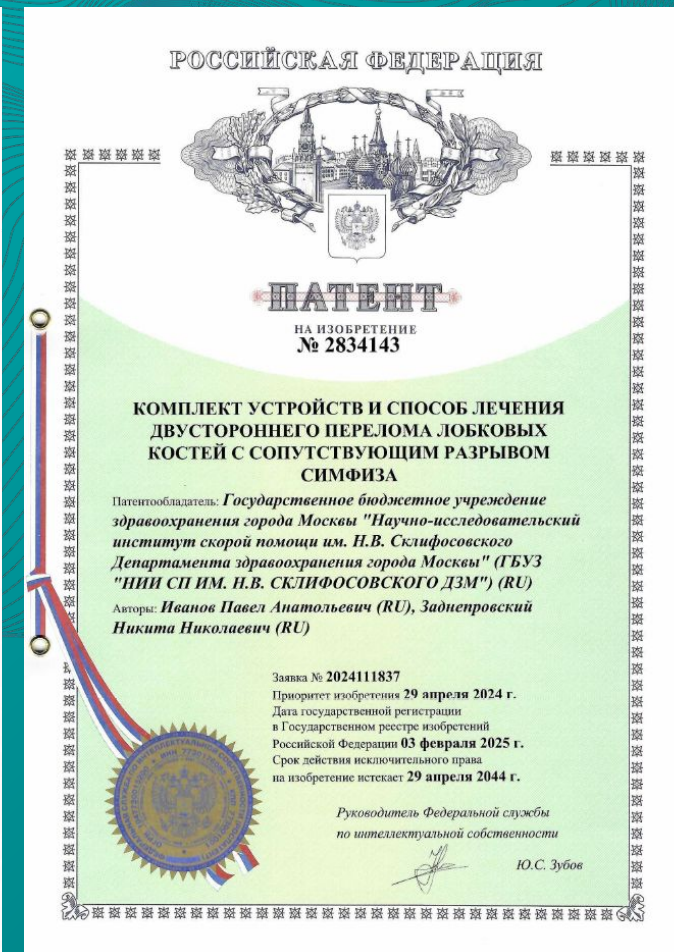 РОССИЙСКАЯ ФЕДЕРАЦИЯ
ПАТЕНТ
НА ИЗОБРЕТЕНИЕ
№ 2834143
КОМПЛЕКТ УСТРОЙСТВ И СПОСОБ ЛЕЧЕНИЯ
ДВУСТОРОННЕГО ПЕРЕЛОМА ЛОБКОВЫХ
КОСТЕЙ С СОПУТСТВУЮЩИМ РАЗРЫВОМ
СИМФИЗА
Патентообладатель: Государственное бюджетное учреждение
здравоохранения города Москвы "Научно-исследовательский
институт скорой помощи им. Н.В. Склифосовского
Департамента здравоохранения города Москвы" (ГБУЗ
"НИИ СП ИМ. Н.В. СКЛИФОСОВСКОГО ДЗМ") (RU)
Авторы: Иванов Павел Анатольевич (RU), Заднепровский
Никита Николаевич (RU)
Заявка № 2024111837
Приоритет изобретения 29 апреля 2024 г.
Дата государственной регистрации
в Государственном реестре изобретений
Российской Федерации 03 февраля 2025 г.
Срок действия исключительного права
на изобретение истекает 29 апреля 2044 г.
Руководитель Федеральной службы
по интеллектуальной собственности
Ю.С. Зубов